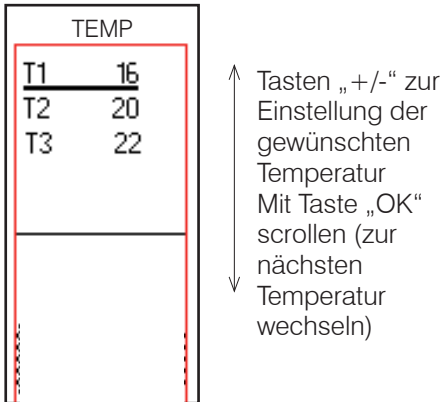 TEMP
T1 16
T2 20
T3 22
Tasten „+/-“ zur
Einstellung der
gewünschten
Temperatur
Mit Taste „OK“
scrollen (zur
nächsten
Temperatur
wechseln)